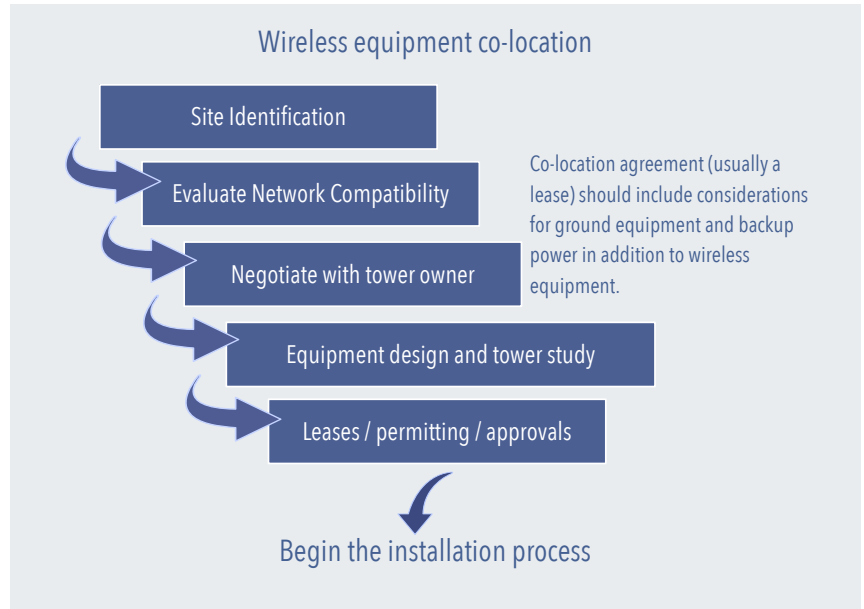 Wireless equipment co-location
Site Identification
Evaluate Network Compatibility
Co-location agreement (usually a
lease) should include considerations
for ground equipment and backup
power in addition to wireless
equipment.
Negotiate with tower owner
Equipment design and tower study
Leases / permitting / approvals
Begin the installation process